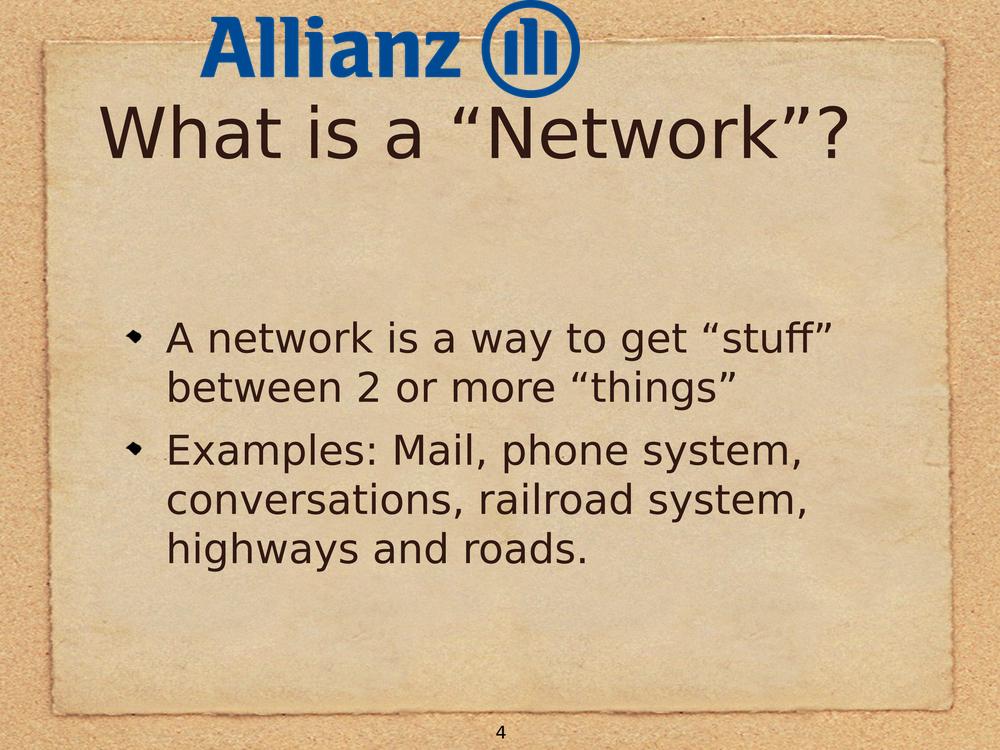 Allianz
What is a “Network”?
A network is a way to get “stuff”
between 2 or more “things”
Examples: Mail, phone system,
conversations, railroad system,
highways and roads.
4